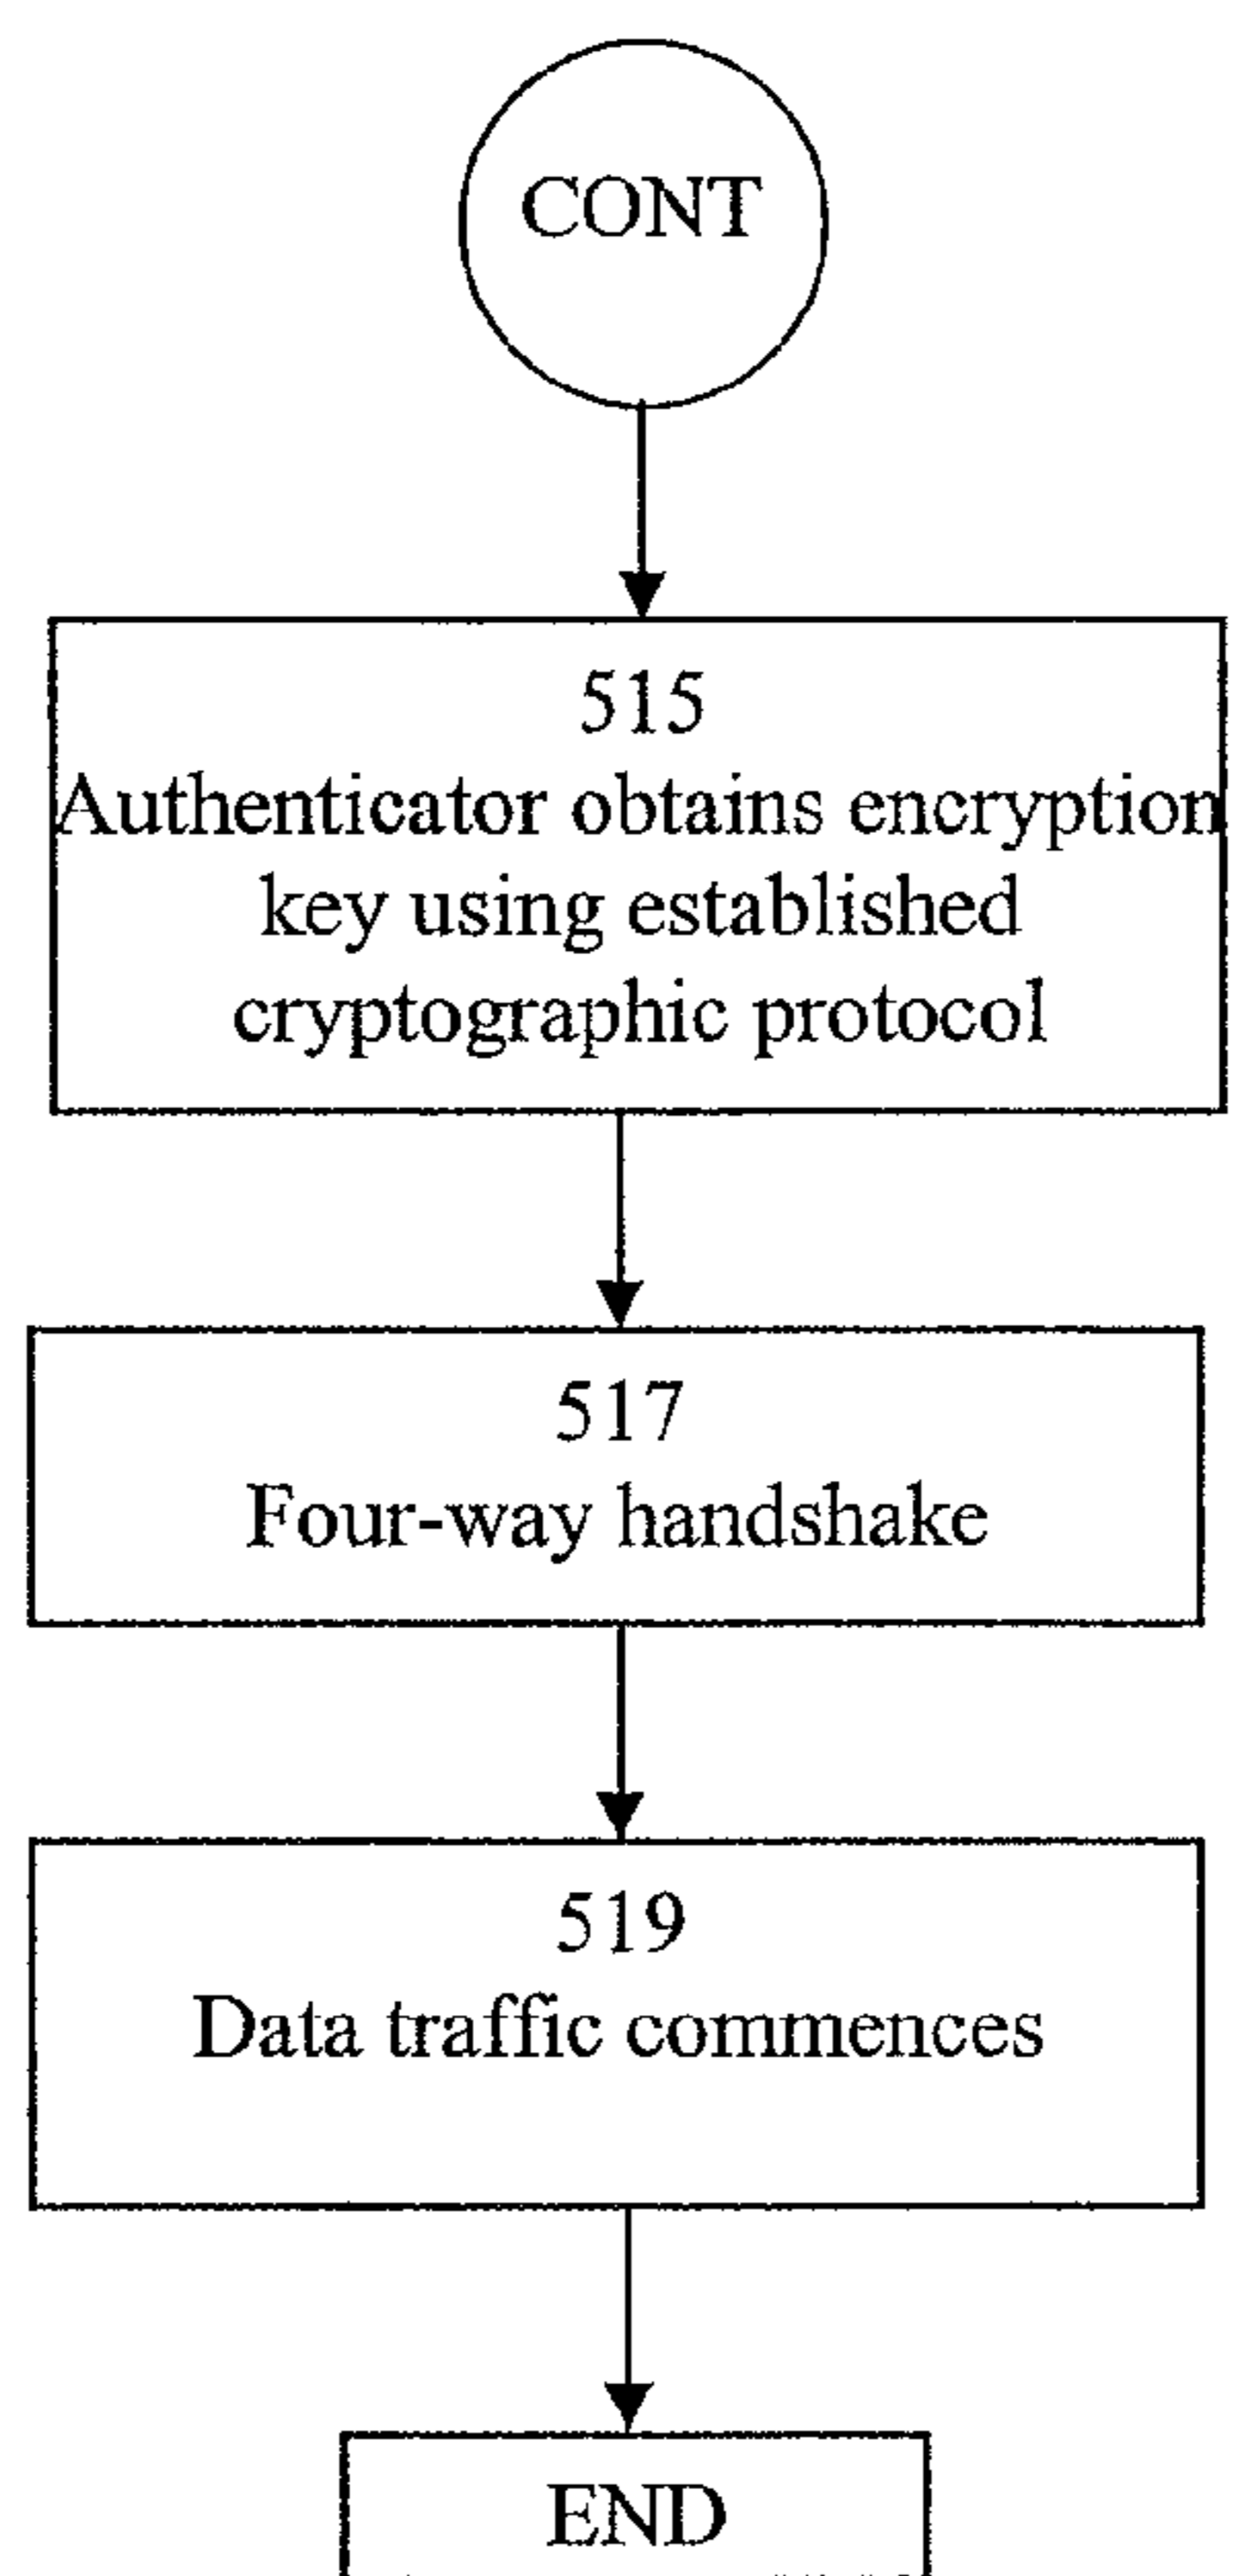 CONT
515
Authenticator obtains encryption
key using established
cryptographic protocol
517
Four-way handshake
519
Data traffic commences
END